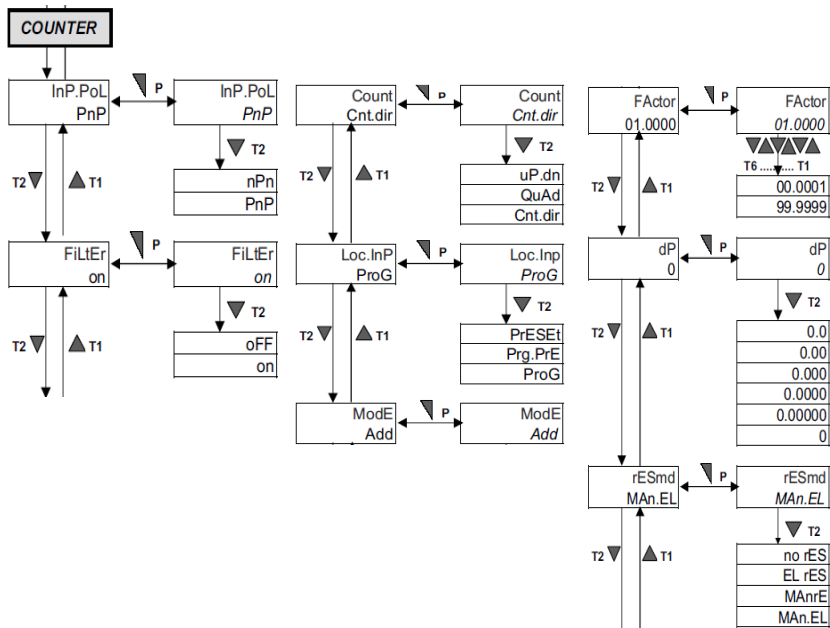 COUNTER
InP.PoL
PnP
P
InP.PoL
PnP
T2
nPn
PnP
T2
T1
FiLtEr
on
P
FiLtEr
on
T2
oFF
on
T2
T1
Count
Cnt.dir
P
Count
Cnt.dir
T2
uP.dn
QuAd
Cnt.dir
T2
T1
Loc.InP
ProG
P
Loc.Inp
ProG
T2
PrESEt
Prg.PrE
ProG
T2
T1
ModE
Add
P
ModE
Add
FActor
01.0000
P
FActor
01.0000
T6 ........... T1
00.0001
99.9999
T2
T1
dP
0
P
dP
0
T2
0.0
0.00
0.000
0.0000
0.00000
0
T2
T1
rESmd
MAn.EL
P
rESmd
MAn.EL
T2
no rES
EL rES
MAnrE
MAn.EL
T2
T1